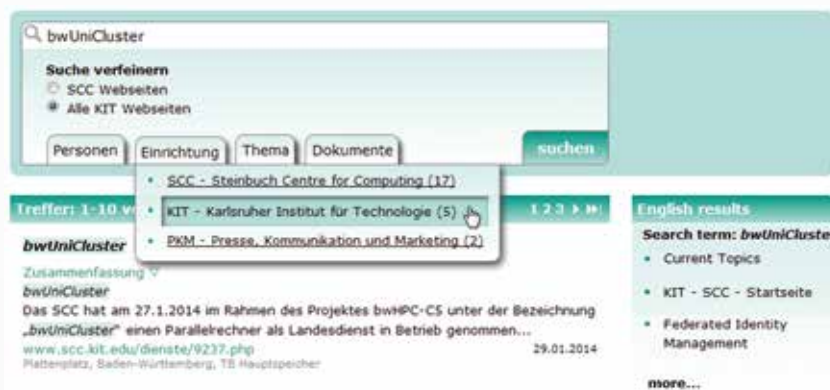 bwUniCluster
Suche verfeinern
SCC Webseiten
Alle KIT Webseiten
Personen Einrichtung Thema Dokumente suchen
SCC - Steinbuch Centre for Computing (17)
KIT - Karlsruher Institut für Technologie (5)
PKM - Presse, Kommunikation und Marketing (2)
Treffer: 1-10 1 2 3
bwUniCluster
Zusammenfassung
bwUniCluster
Das SCC hat am 27.1.2014 im Rahmen des Projektes bwHPC-C5 unter der Bezeichnung
„bwUniCluster“ einen Parallelrechner als Landesdienst in Betrieb genommen...
www.scc.kit.edu/dienste/9237.php 29.01.2014
Plattenplatz, Baden-Württemberg, TB Hauptspeicher
English results
Search term: bwUniCluste
Current Topics
KIT - SCC - Startseite
Federated Identity
Management
more...